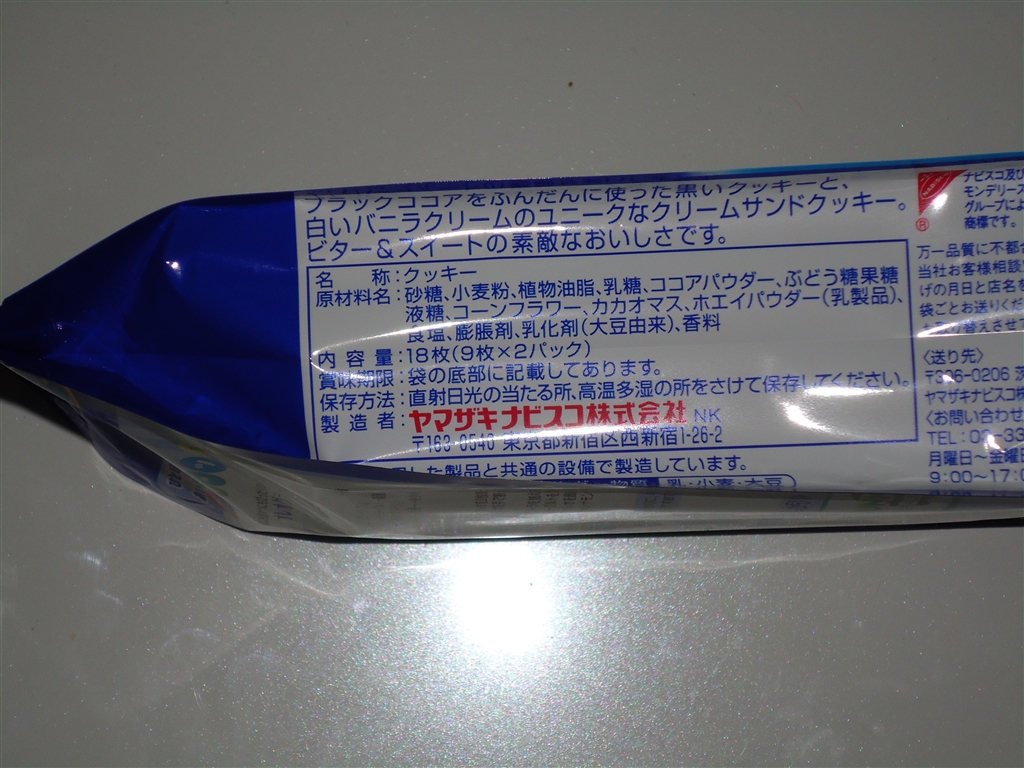 ブラックココアをふんだんに使った黒いクッキーと、
白いバニラクリームのユニークなクリームサンドクッキー。
ビター&スイートの素敵なおいしさです。
名 称:クッキー
原材料名:砂糖、小麦粉、植物油脂、乳糖、ココアパウダー、ぶどう糖果糖
液糖、コーンフラワー、カカオマス、ホエイパウダー(乳製品)、
食塩、膨脹剤、乳化剤(大豆由来)、香料
内 容 量:18枚(9枚×2パック)
賞味期限:袋の底部に記載してあります。
保存方法:直射日光の当たる所、高温多湿の所をさけて保存してください。
製 造 者:ヤマザキナビスコ株式会社 NK
〒163-0548 東京都新宿区西新宿1-26-2
した製品と共通の設備で製造しています。
物質 乳・小麦・大豆
ナビスコ及び
モンデリーズ
グループ
商標です。
®
万一品質に不都
当社お客様相談
げの月日と店名
袋ごとお送りくだ
〈送り先〉
〒306-0206
ヤマザキナビスコ株
〈お問い合わせ
TEL:
月曜日~金曜日
9:00~17:0